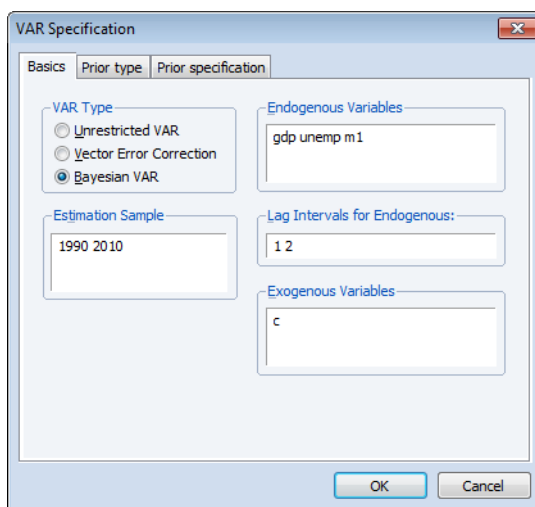 VAR Specification
Basics
Prior type
Prior specification
VAR Type
Unrestricted VAR
Vector Error Correction
Bayesian VAR
Estimation Sample
1990 2010
Endogenous Variables
gdp unemp m1
Lag Intervals for Endogenous:
1 2
Exogenous Variables
c
OK
Cancel